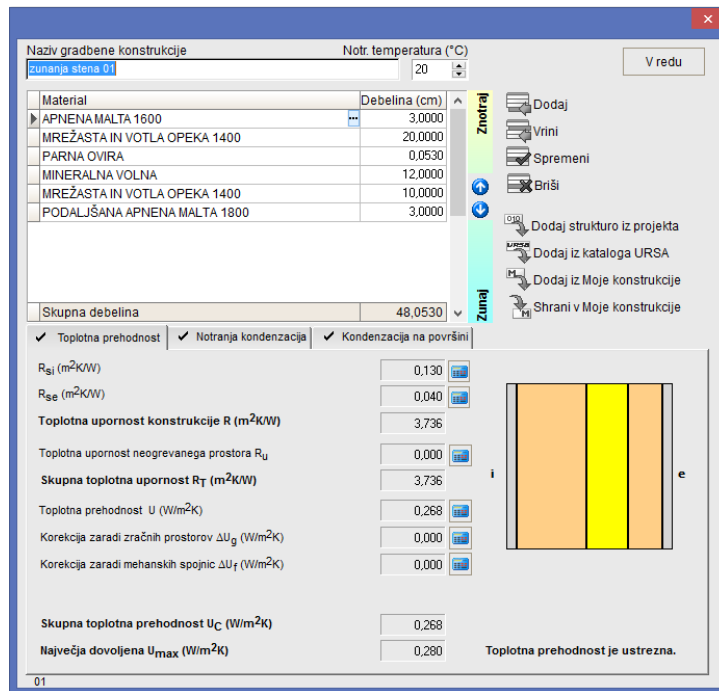 Naziv gradbene konstrukcije Notr. temperatura (°C)
zunanja stena 01 20 V redu
Material Debelina (cm)
APNENA MALTA 1600 ... 3,0000
MREŽASTA IN VOTLA OPEKA 1400 20,0000
PARNA OVIRA 0,0530
MINERALNA VOLNA 12,0000
MREŽASTA IN VOTLA OPEKA 1400 10,0000
PODALJŠANA APNENA MALTA 1800 3,0000
Skupna debelina 48,0530
Znotraj
Zunaj
Dodaj
Vrini
Spremeni
Briši
010 Dodaj strukturo iz projekta
URSA Dodaj iz kataloga URSA
M Dodaj iz Moje konstrukcije
M Shrani v Moje konstrukcije
Toplotna prehodnost Notranja kondenzacija Kondenzacija na površini
Rsi (m2K/W) 0,130
Rse (m2K/W) 0,040
Toplotna upornost konstrukcije R (m2K/W) 3,736
Toplotna upornost neogrevanega prostora Ru 0,000
Skupna toplotna upornost RT (m2K/W) 3,736
Toplotna prehodnost U (W/m2K) 0,268
Korekcija zaradi zračnih prostorov ΔUg (W/m2K) 0,000
Korekcija zaradi mehanskih spojnic ΔUf (W/m2K) 0,000
i e
Skupna toplotna prehodnost UC (W/m2K) 0,268
Največja dovoljena Umax (W/m2K) 0,280 Toplotna prehodnost je ustrezna.
01